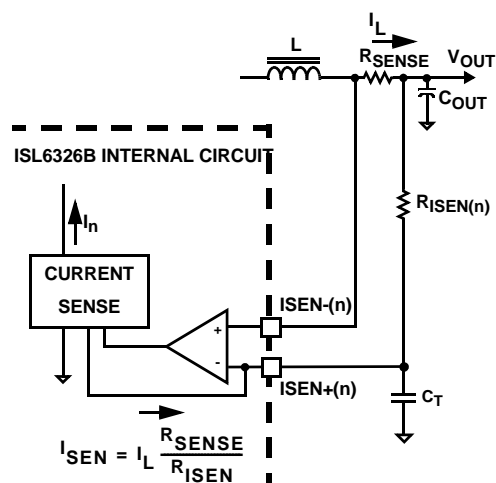 I_L
L
R_SENSE
V_OUT
C_OUT
ISL6326B INTERNAL CIRCUIT
R_ISEN(n)
I_n
CURRENT
SENSE
+
ISEN-(n)
-
ISEN+(n)
C_T
I_SEN = I_L R_SENSE / R_ISEN